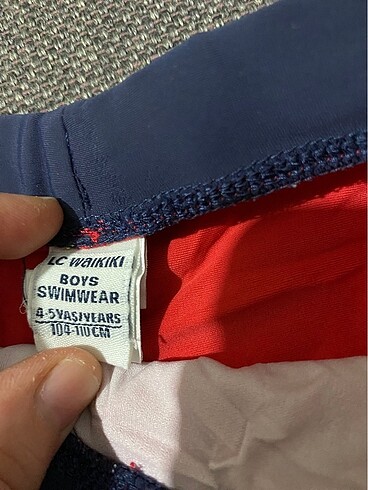 LC WAIKIKI
BOYS
SWIMWEAR
4-5 YAŞ/YEARS
104-110 CM